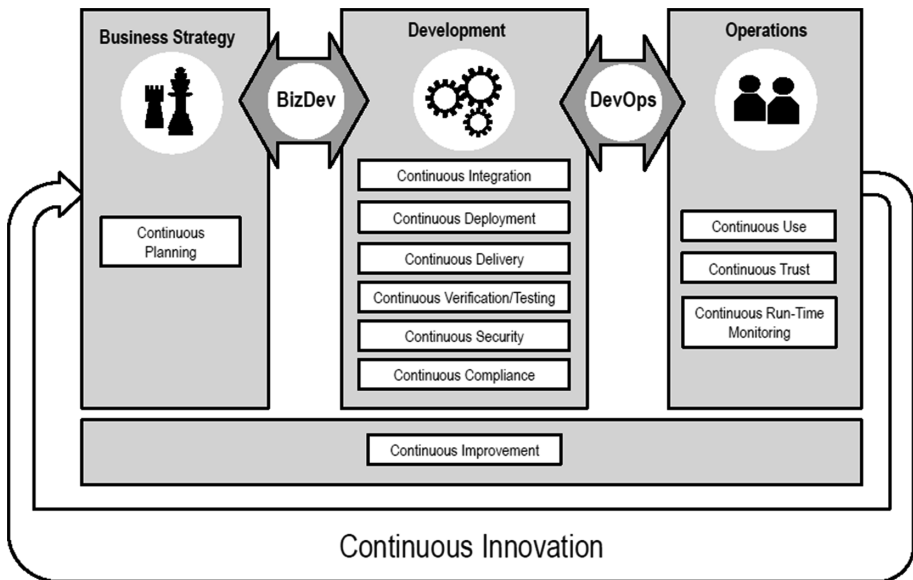 Business Strategy
BizDev
Development
DevOps
Operations
Continuous
Planning
Continuous Integration
Continuous Deployment
Continuous Delivery
Continuous Verification/Testing
Continuous Security
Continuous Compliance
Continuous Use
Continuous Trust
Continuous Run-Time
Monitoring
Continuous Improvement
Continuous Innovation